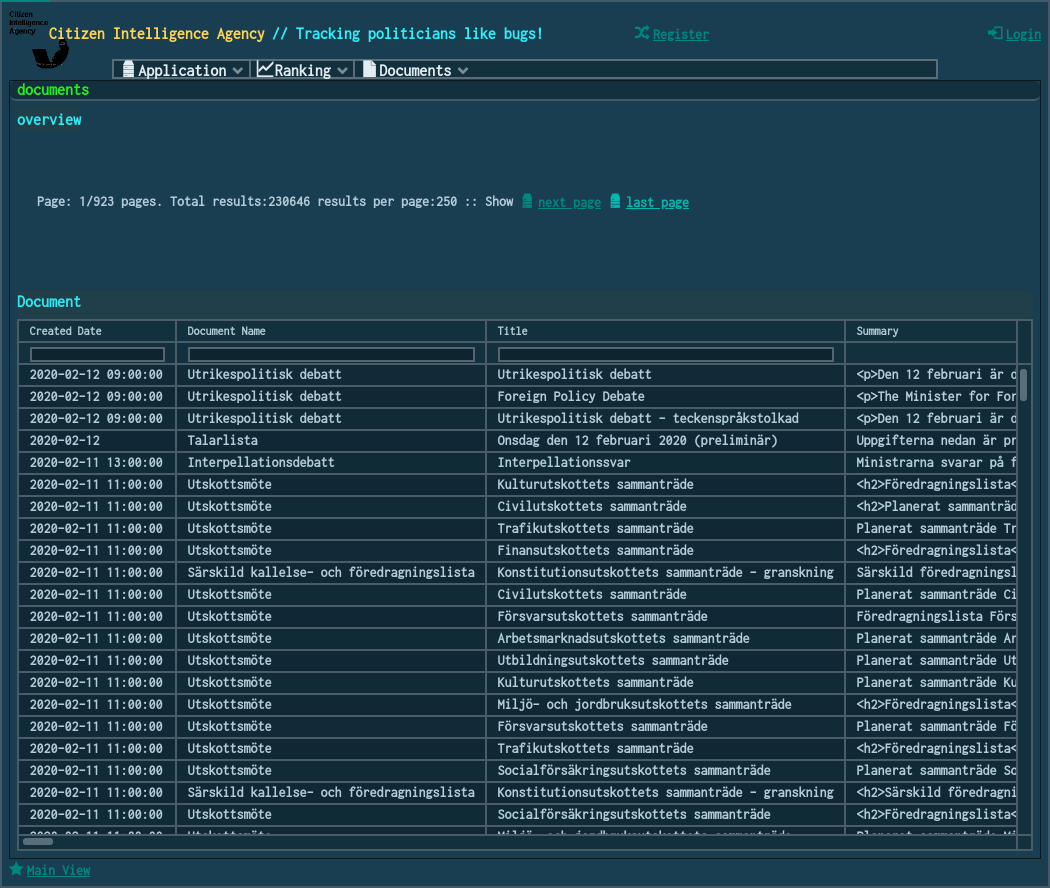 Citizen
Intelligence
Agency
Citizen Intelligence Agency // Tracking politicians like bugs!
Register
Login
Application
Ranking
Documents
documents
overview
Page: 1/923 pages. Total results:230646 results per page:250 :: Show next page last page
Document
Created Date Document Name Title Summary
2020-02-12 09:00:00 Utrikespolitisk debatt Utrikespolitisk debatt <p>Den 12 februari är
2020-02-12 09:00:00 Utrikespolitisk debatt Foreign Policy Debate <p>The Minister for For
2020-02-12 09:00:00 Utrikespolitisk debatt Utrikespolitisk debatt - teckenspråkstolkad <p>Den 12 februari är
2020-02-12 Talarlista Onsdag den 12 februari 2020 (preliminär) Uppgifterna nedan är pr
2020-02-11 13:00:00 Interpellationsdebatt Interpellationssvar Ministrarna svarar på f
2020-02-11 11:00:00 Utskottsmöte Kulturutskottets sammanträde <h2>Föredragningslista<
2020-02-11 11:00:00 Utskottsmöte Civilutskottets sammanträde <h2>Planerat sammanträd
2020-02-11 11:00:00 Utskottsmöte Trafikutskottets sammanträde Planerat sammanträde Tr
2020-02-11 11:00:00 Utskottsmöte Finansutskottets sammanträde <h2>Föredragningslista<
2020-02-11 11:00:00 Särskild kallelse- och föredragningslista Konstitutionsutskottets sammanträde - granskning Särskild föredragningsl
2020-02-11 11:00:00 Utskottsmöte Civilutskottets sammanträde Planerat sammanträde Ci
2020-02-11 11:00:00 Utskottsmöte Försvarsutskottets sammanträde Föredragningslista Förs
2020-02-11 11:00:00 Utskottsmöte Arbetsmarknadsutskottets sammanträde Planerat sammanträde Ar
2020-02-11 11:00:00 Utskottsmöte Utbildningsutskottets sammanträde Planerat sammanträde Ut
2020-02-11 11:00:00 Utskottsmöte Kulturutskottets sammanträde Planerat sammanträde Ku
2020-02-11 11:00:00 Utskottsmöte Miljö- och jordbruksutskottets sammanträde <h2>Föredragningslista<
2020-02-11 11:00:00 Utskottsmöte Försvarsutskottets sammanträde Planerat sammanträde Fö
2020-02-11 11:00:00 Utskottsmöte Trafikutskottets sammanträde <h2>Föredragningslista<
2020-02-11 11:00:00 Utskottsmöte Socialförsäkringsutskottets sammanträde Planerat sammanträde So
2020-02-11 11:00:00 Särskild kallelse- och föredragningslista Konstitutionsutskottets sammanträde - granskning <h2>Särskild föredragni
2020-02-11 11:00:00 Utskottsmöte Socialförsäkringsutskottets sammanträde <h2>Föredragningslista<
2020-02-11 11:00:00 Utskottsmöte Miljö- och jordbruksutskottets sammanträde Planerat sammanträde Mi
Main View